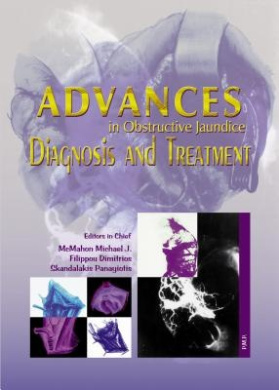 ADVANCES
in Obstructive Jaundice
DIAGNOSIS AND TREATMENT
Editors in Chief
McMahon Michael J.
Filippou Dimitrios
Skandalakis Panagiotis
P.M.P.